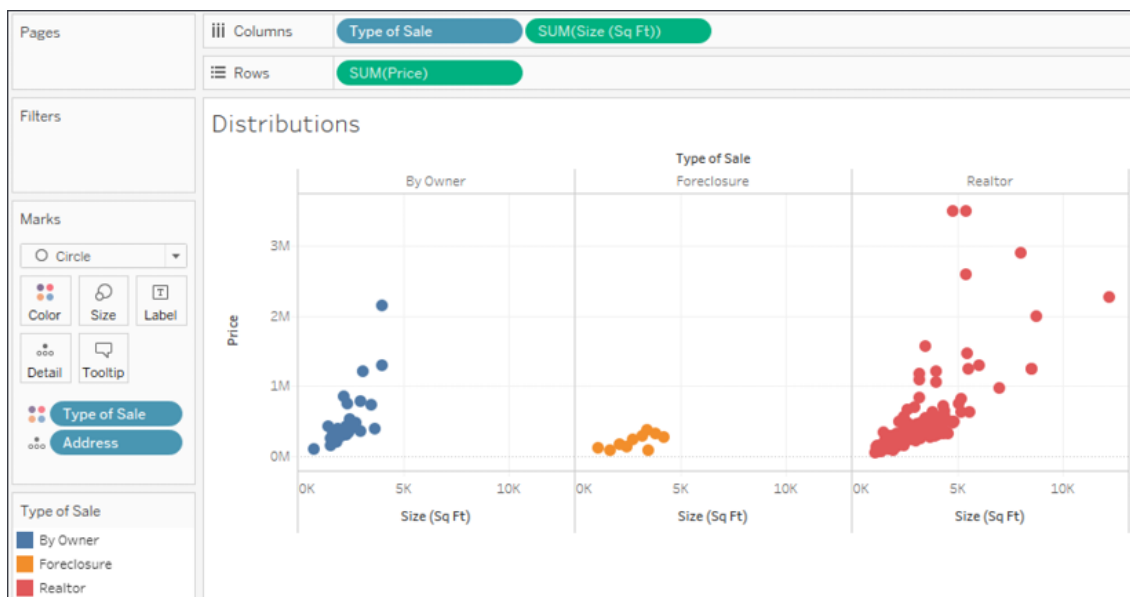 Pages
Columns
Type of Sale
SUM(Size (Sq Ft))
Rows
SUM(Price)
Filters
Distributions
Type of Sale
By Owner
Foreclosure
Realtor
Marks
Circle
Color
Size
Label
Detail
Tooltip
Type of Sale
Address
Type of Sale
By Owner
Foreclosure
Realtor
Price
3M
2M
1M
0M
0K 5K 10K
0K 5K 10K
0K 5K 10K
Size (Sq Ft)
Size (Sq Ft)
Size (Sq Ft)